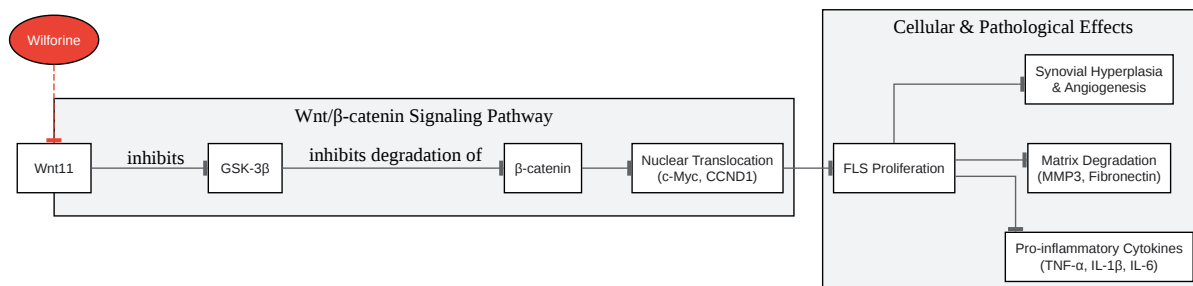 Wilforine
Wnt/β-catenin Signaling Pathway
Wnt11
inhibits
GSK-3β
inhibits degradation of
β-catenin
Nuclear Translocation
(c-Myc, CCND1)
Cellular & Pathological Effects
FLS Proliferation
Synovial Hyperplasia
& Angiogenesis
Matrix Degradation
(MMP3, Fibronectin)
Pro-inflammatory Cytokines
(TNF-α, IL-1β, IL-6)